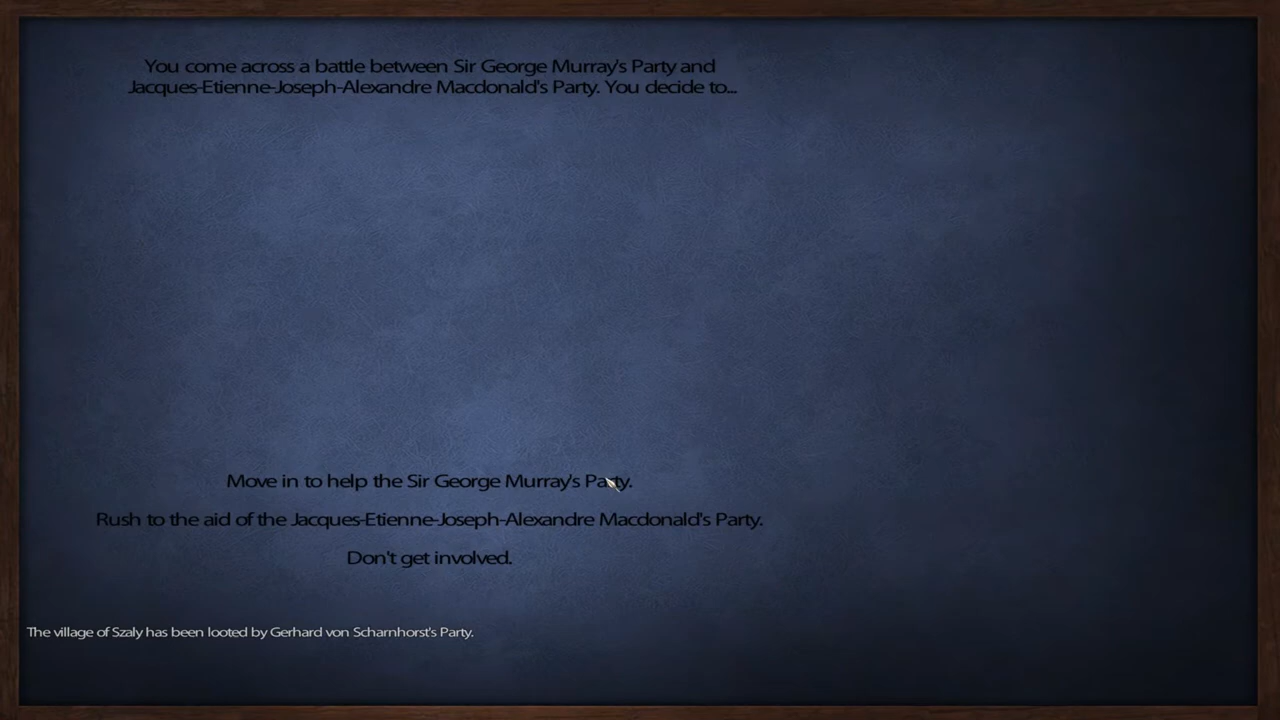 You come across a battle between Sir George Murray's Party and
Jacques-Etienne-Joseph-Alexandre Macdonald's Party. You decide to...
Move in to help the Sir George Murray's Party.
Rush to the aid of the Jacques-Etienne-Joseph-Alexandre Macdonald's Party.
Don't get involved.
The village of Szaly has been looted by Gerhard von Scharnhorst's Party.